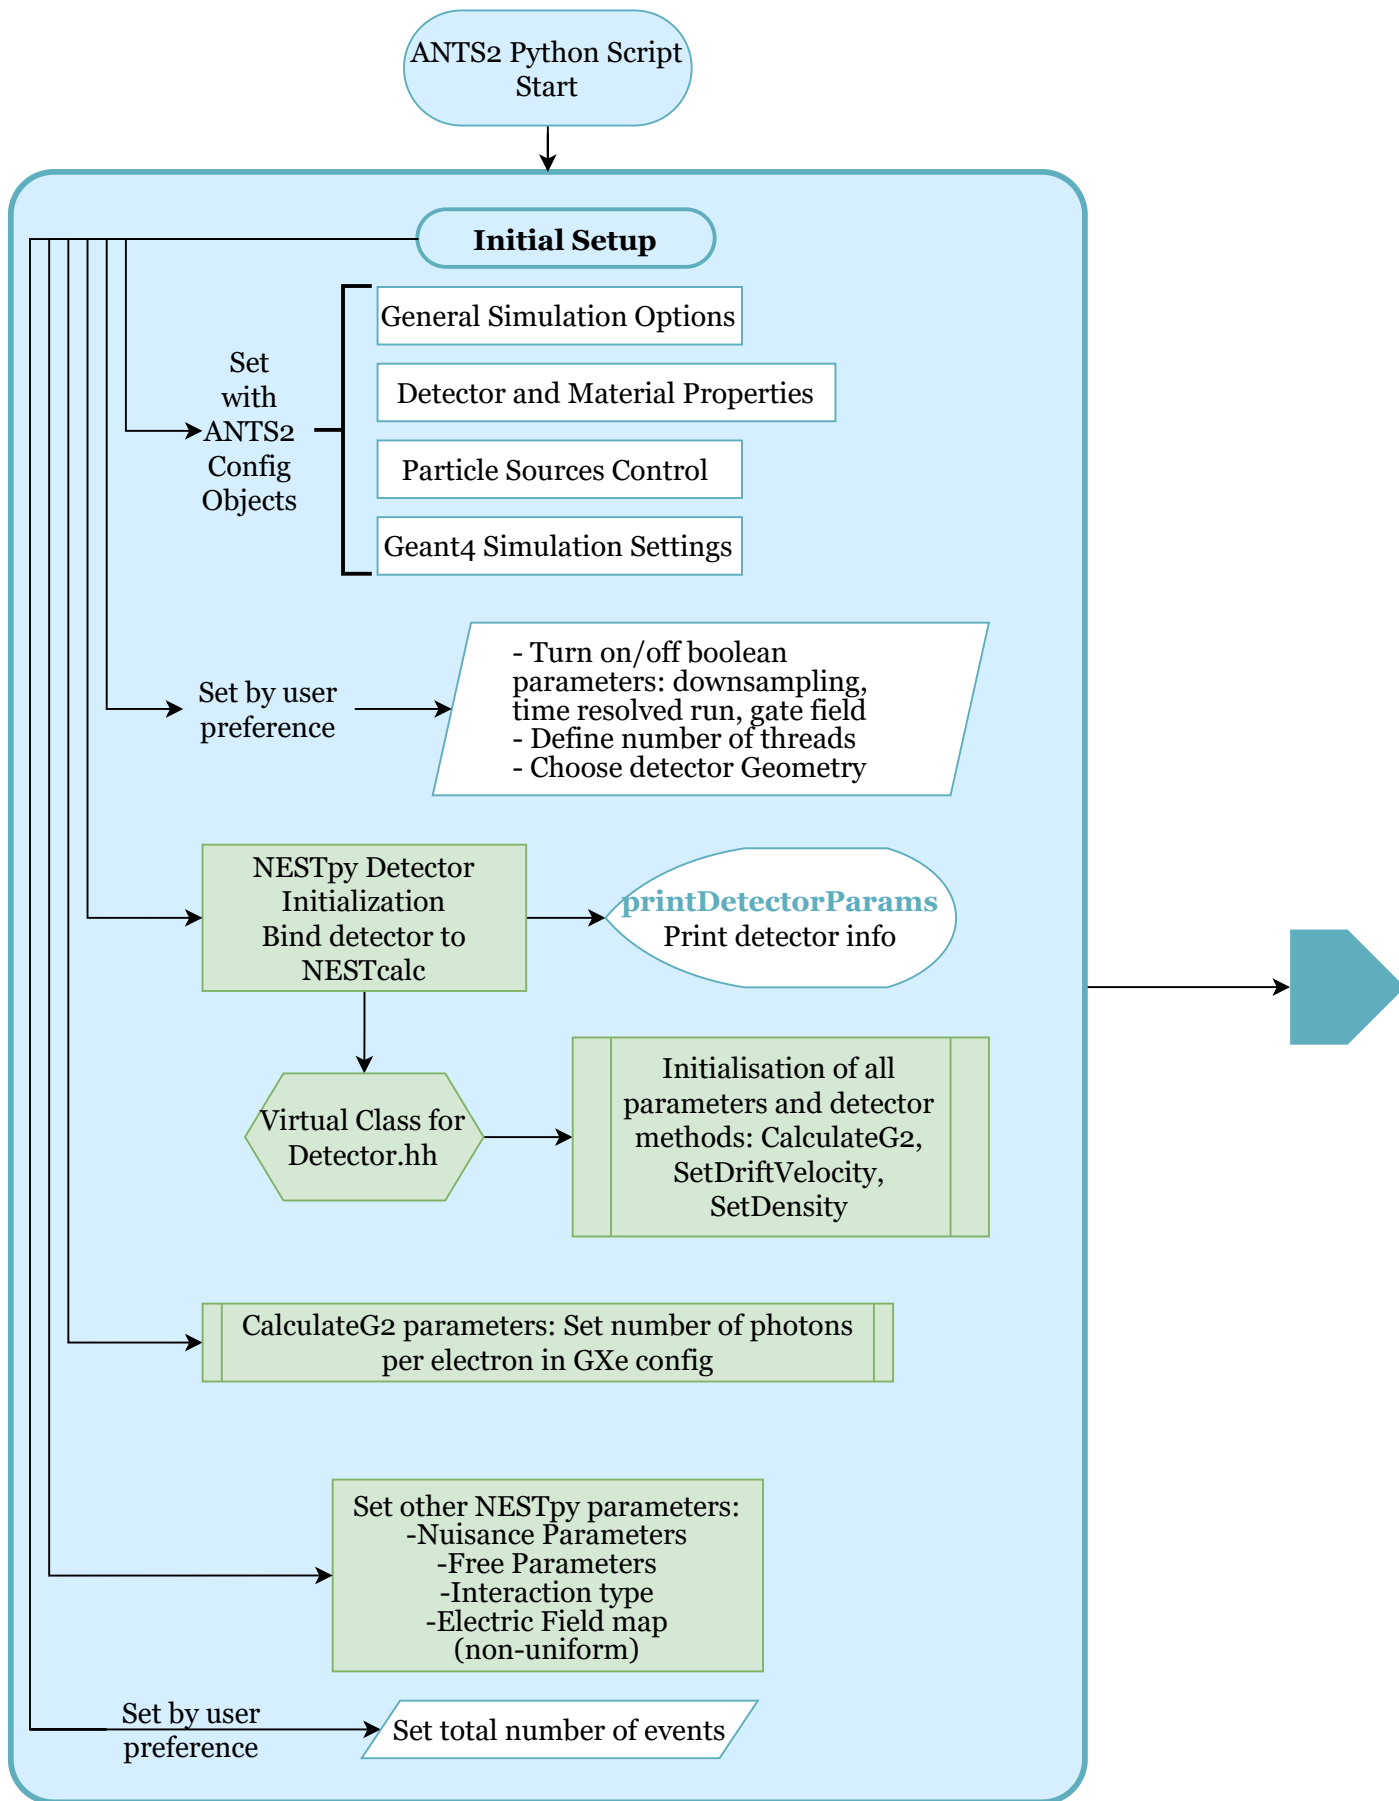 ANTS2 Python Script
Start
Initial Setup
General Simulation Options
Detector and Material Properties
Particle Sources Control
Geant4 Simulation Settings
Set
with
ANTS2
Config
Objects
Set by user
preference
- Turn on/off boolean
parameters: downsampling,
time resolved run, gate field
- Define number of threads
- Choose detector Geometry
NESTpy Detector
Initialization
Bind detector to
NESTcalc
printDetectorParams
Print detector info
Virtual Class for
Detector.hh
Initialisation of all
parameters and detector
methods: CalculateG2,
SetDriftVelocity,
SetDensity
CalculateG2 parameters: Set number of photons
per electron in GXe config
Set other NESTpy parameters:
-Nuisance Parameters
-Free Parameters
-Interaction type
-Electric Field map
(non-uniform)
Set by user
preference
Set total number of events